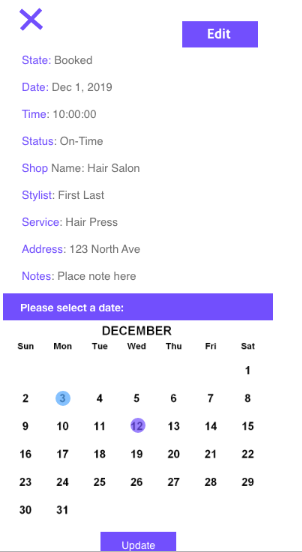 Edit
State: Booked
Date: Dec 1, 2019
Time: 10:00:00
Status: On-Time
Shop Name: Hair Salon
Stylist: First Last
Service: Hair Press
Address: 123 North Ave
Notes: Place note here
Please select a date:
DECEMBER
Sun Mon Tue Wed Thu Fri Sat
1
2 3 4 5 6 7 8
9 10 11 12 13 14 15
16 17 18 19 20 21 22
23 24 25 26 27 28 29
30 31
Update